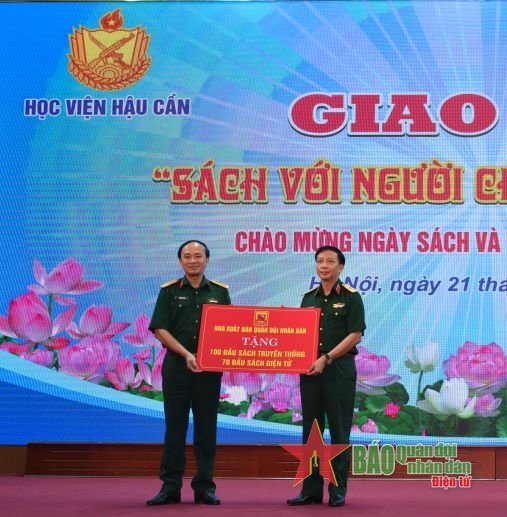 HỌC VIỆN HẬU CẦN
GIAO
“SÁCH VỚI NGƯỜI
CHÀO MỪNG NGÀY SÁCH VÀ
Hà Nội, ngày 21
NHÀ XUẤT BẢN QUÂN ĐỘI NHÂN DÂN
TẶNG
100 ĐẦU SÁCH TRUYỀN THỐNG
70 ĐẦU SÁCH ĐIỆN TỬ
BÁO Quân đội
nhân dân
Điện tử